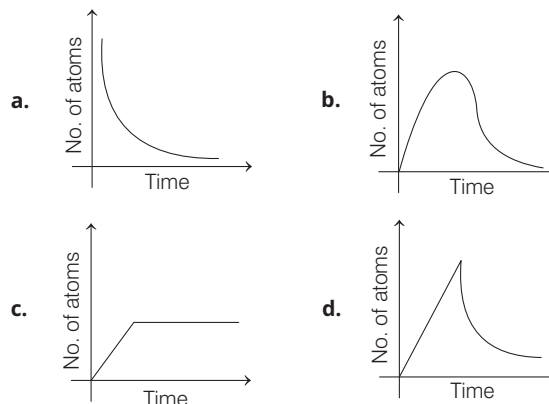 a.
No. of atoms
Time
b.
No. of atoms
Time
c.
No. of atoms
Time
d.
No. of atoms
Time